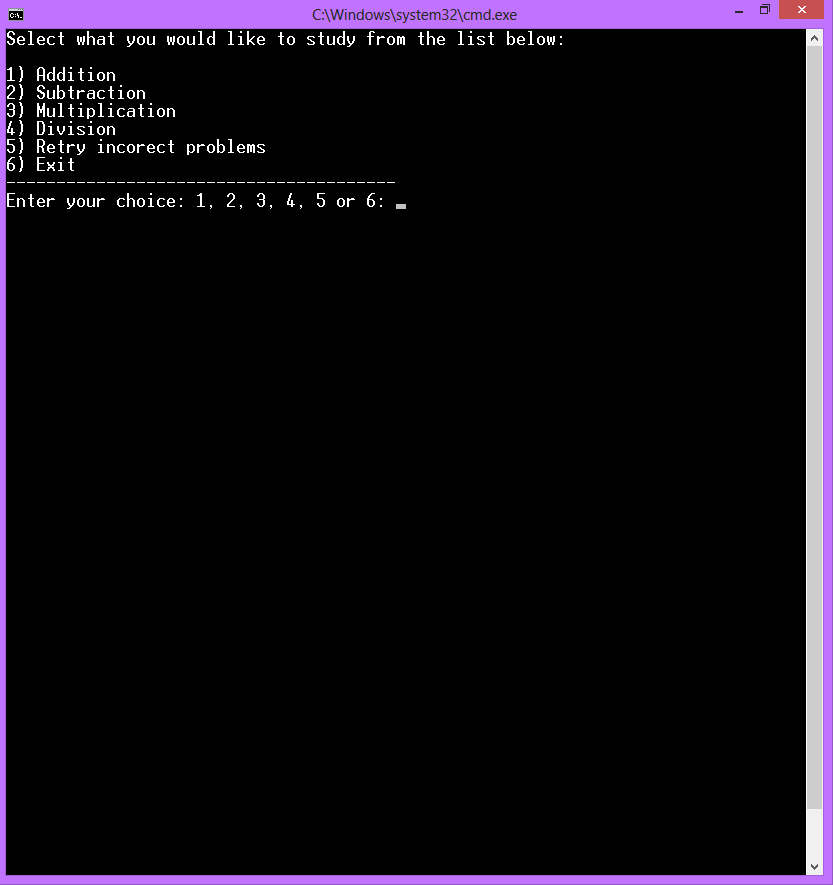 C:\Windows\system32\cmd.exe
Select what you would like to study from the list below:
1) Addition
2) Subtraction
3) Multiplication
4) Division
5) Retry incorect problems
6) Exit
---------------------------------------
Enter your choice: 1, 2, 3, 4, 5 or 6: _